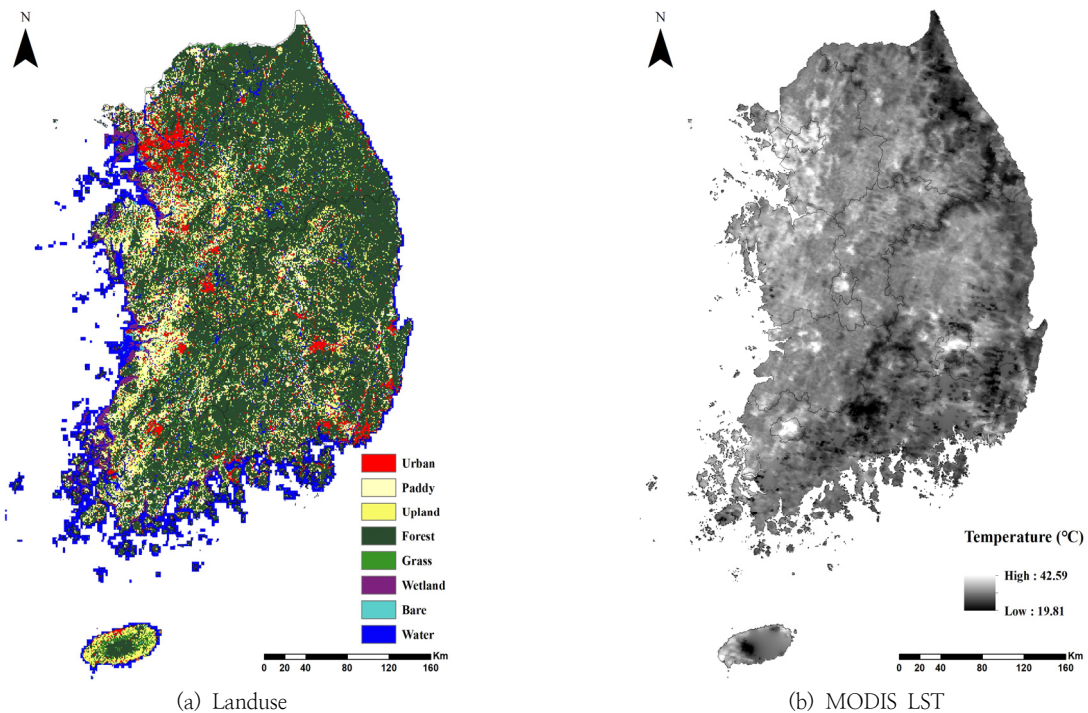 N
Urban
Paddy
Upland
Forest
Grass
Wetland
Bare
Water
Km
0 20 40 80 120 160
(a) Landuse
N
Temperature (℃)
High : 42.59
Low : 19.81
Km
0 20 40 80 120 160
(b) MODIS LST